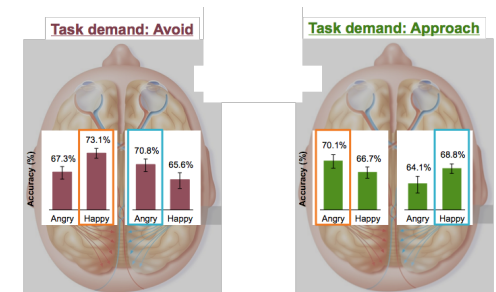 Task demand: Avoid
Task demand: Approach
Accuracy (%)
67.3%
73.1%
70.8%
65.6%
Angry
Happy
Angry
Happy
Accuracy (%)
70.1%
66.7%
64.1%
68.8%
Angry
Happy
Angry
Happy